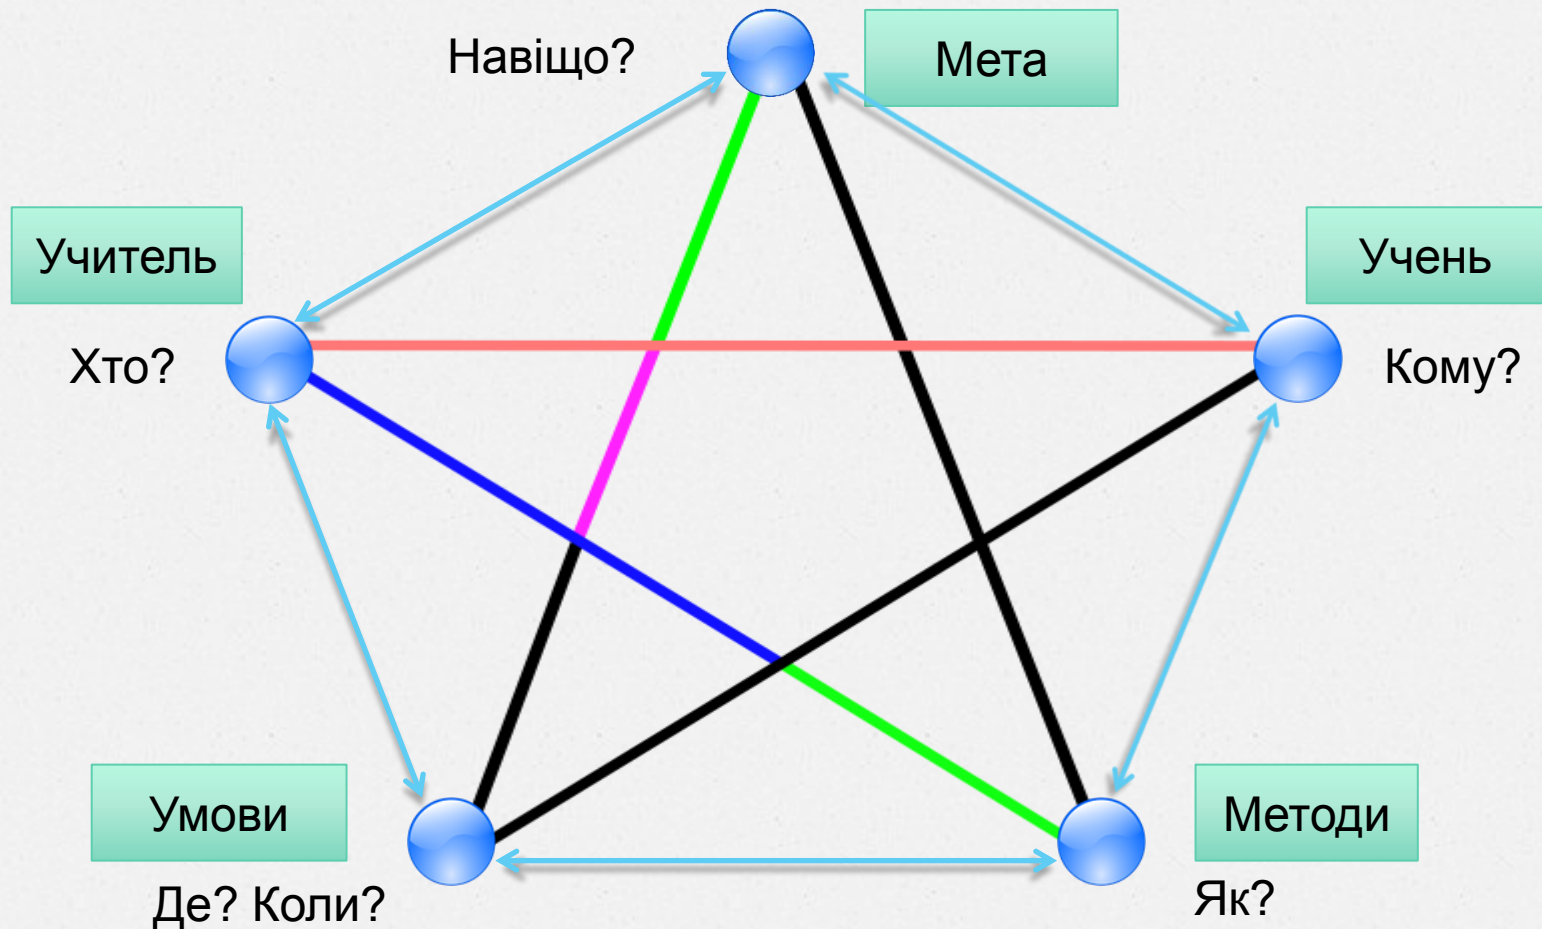 Навіщо?
Мета
Учитель
Учень
Хто?
Кому?
Умови
Методи
Де? Коли?
Як?